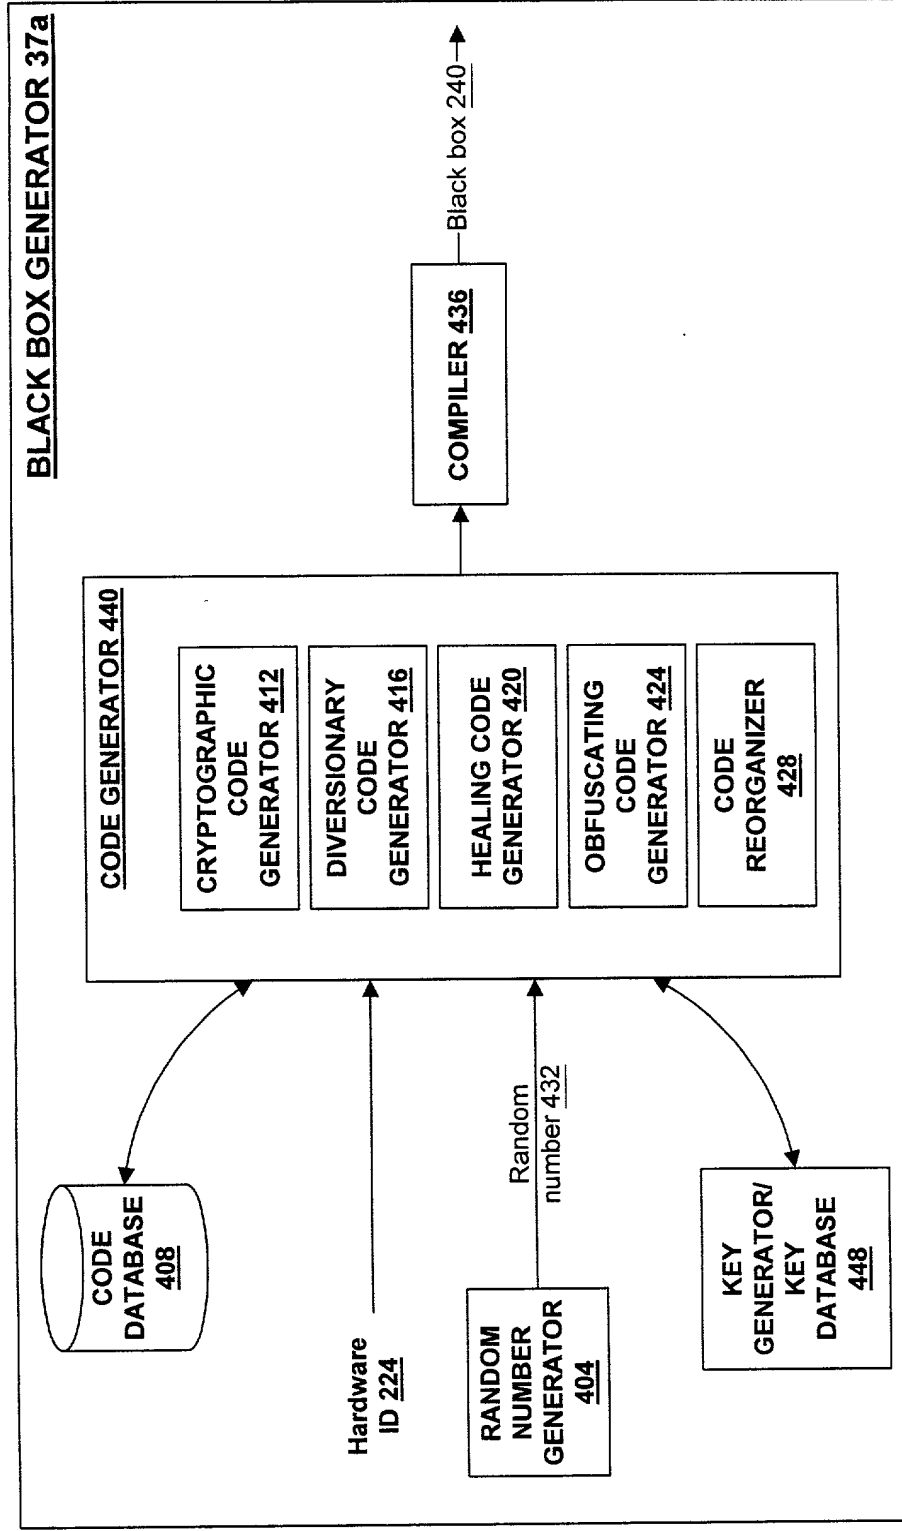 BLACK BOX GENERATOR 37a
CODE
DATABASE
408
Hardware
ID 224
RANDOM
NUMBER
GENERATOR
404
Random
number 432
KEY
GENERATOR/
KEY
DATABASE
448
CODE GENERATOR 440
CRYPTOGRAPHIC
CODE
GENERATOR 412
DIVERSIONARY
CODE
GENERATOR 416
HEALING CODE
GENERATOR 420
OBFUSCATING
CODE
GENERATOR 424
CODE
REORGANIZER
428
COMPILER 436
Black box 240